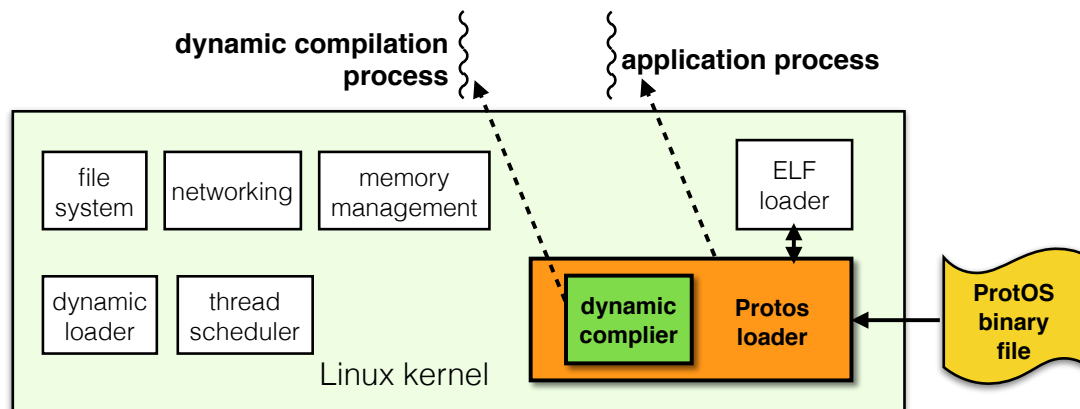 dynamic compilation
process
application process
file
system
networking
memory
management
ELF
loader
dynamic
loader
thread
scheduler
dynamic
complier
Protos
loader
ProtOS
binary
file
Linux kernel